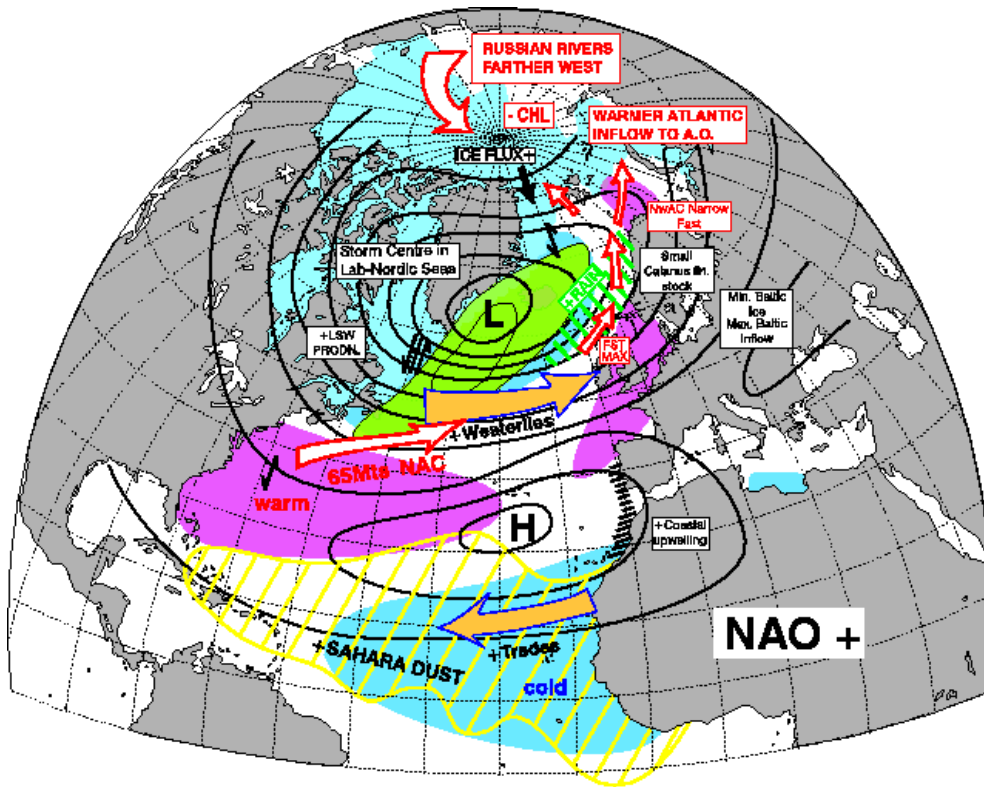 RUSSIAN RIVERS
FARTHER WEST
- CHL
WARMER ATLANTIC
INFLOW TO A.O.
ICE FLUX+
NwAC Narrow
Fast
Storm Centre in
Lab-Nordic Seas
Small
Calanus fin.
stock
+ RAIN
L
Min. Baltic
Ice
Max. Baltic
Inflow
+LSW
PRODN.
FST
MAX
+Westerlies
65Mts NAC
warm
H
+Coastal
upwelling
NAO +
+SAHARA DUST
+Trades
cold